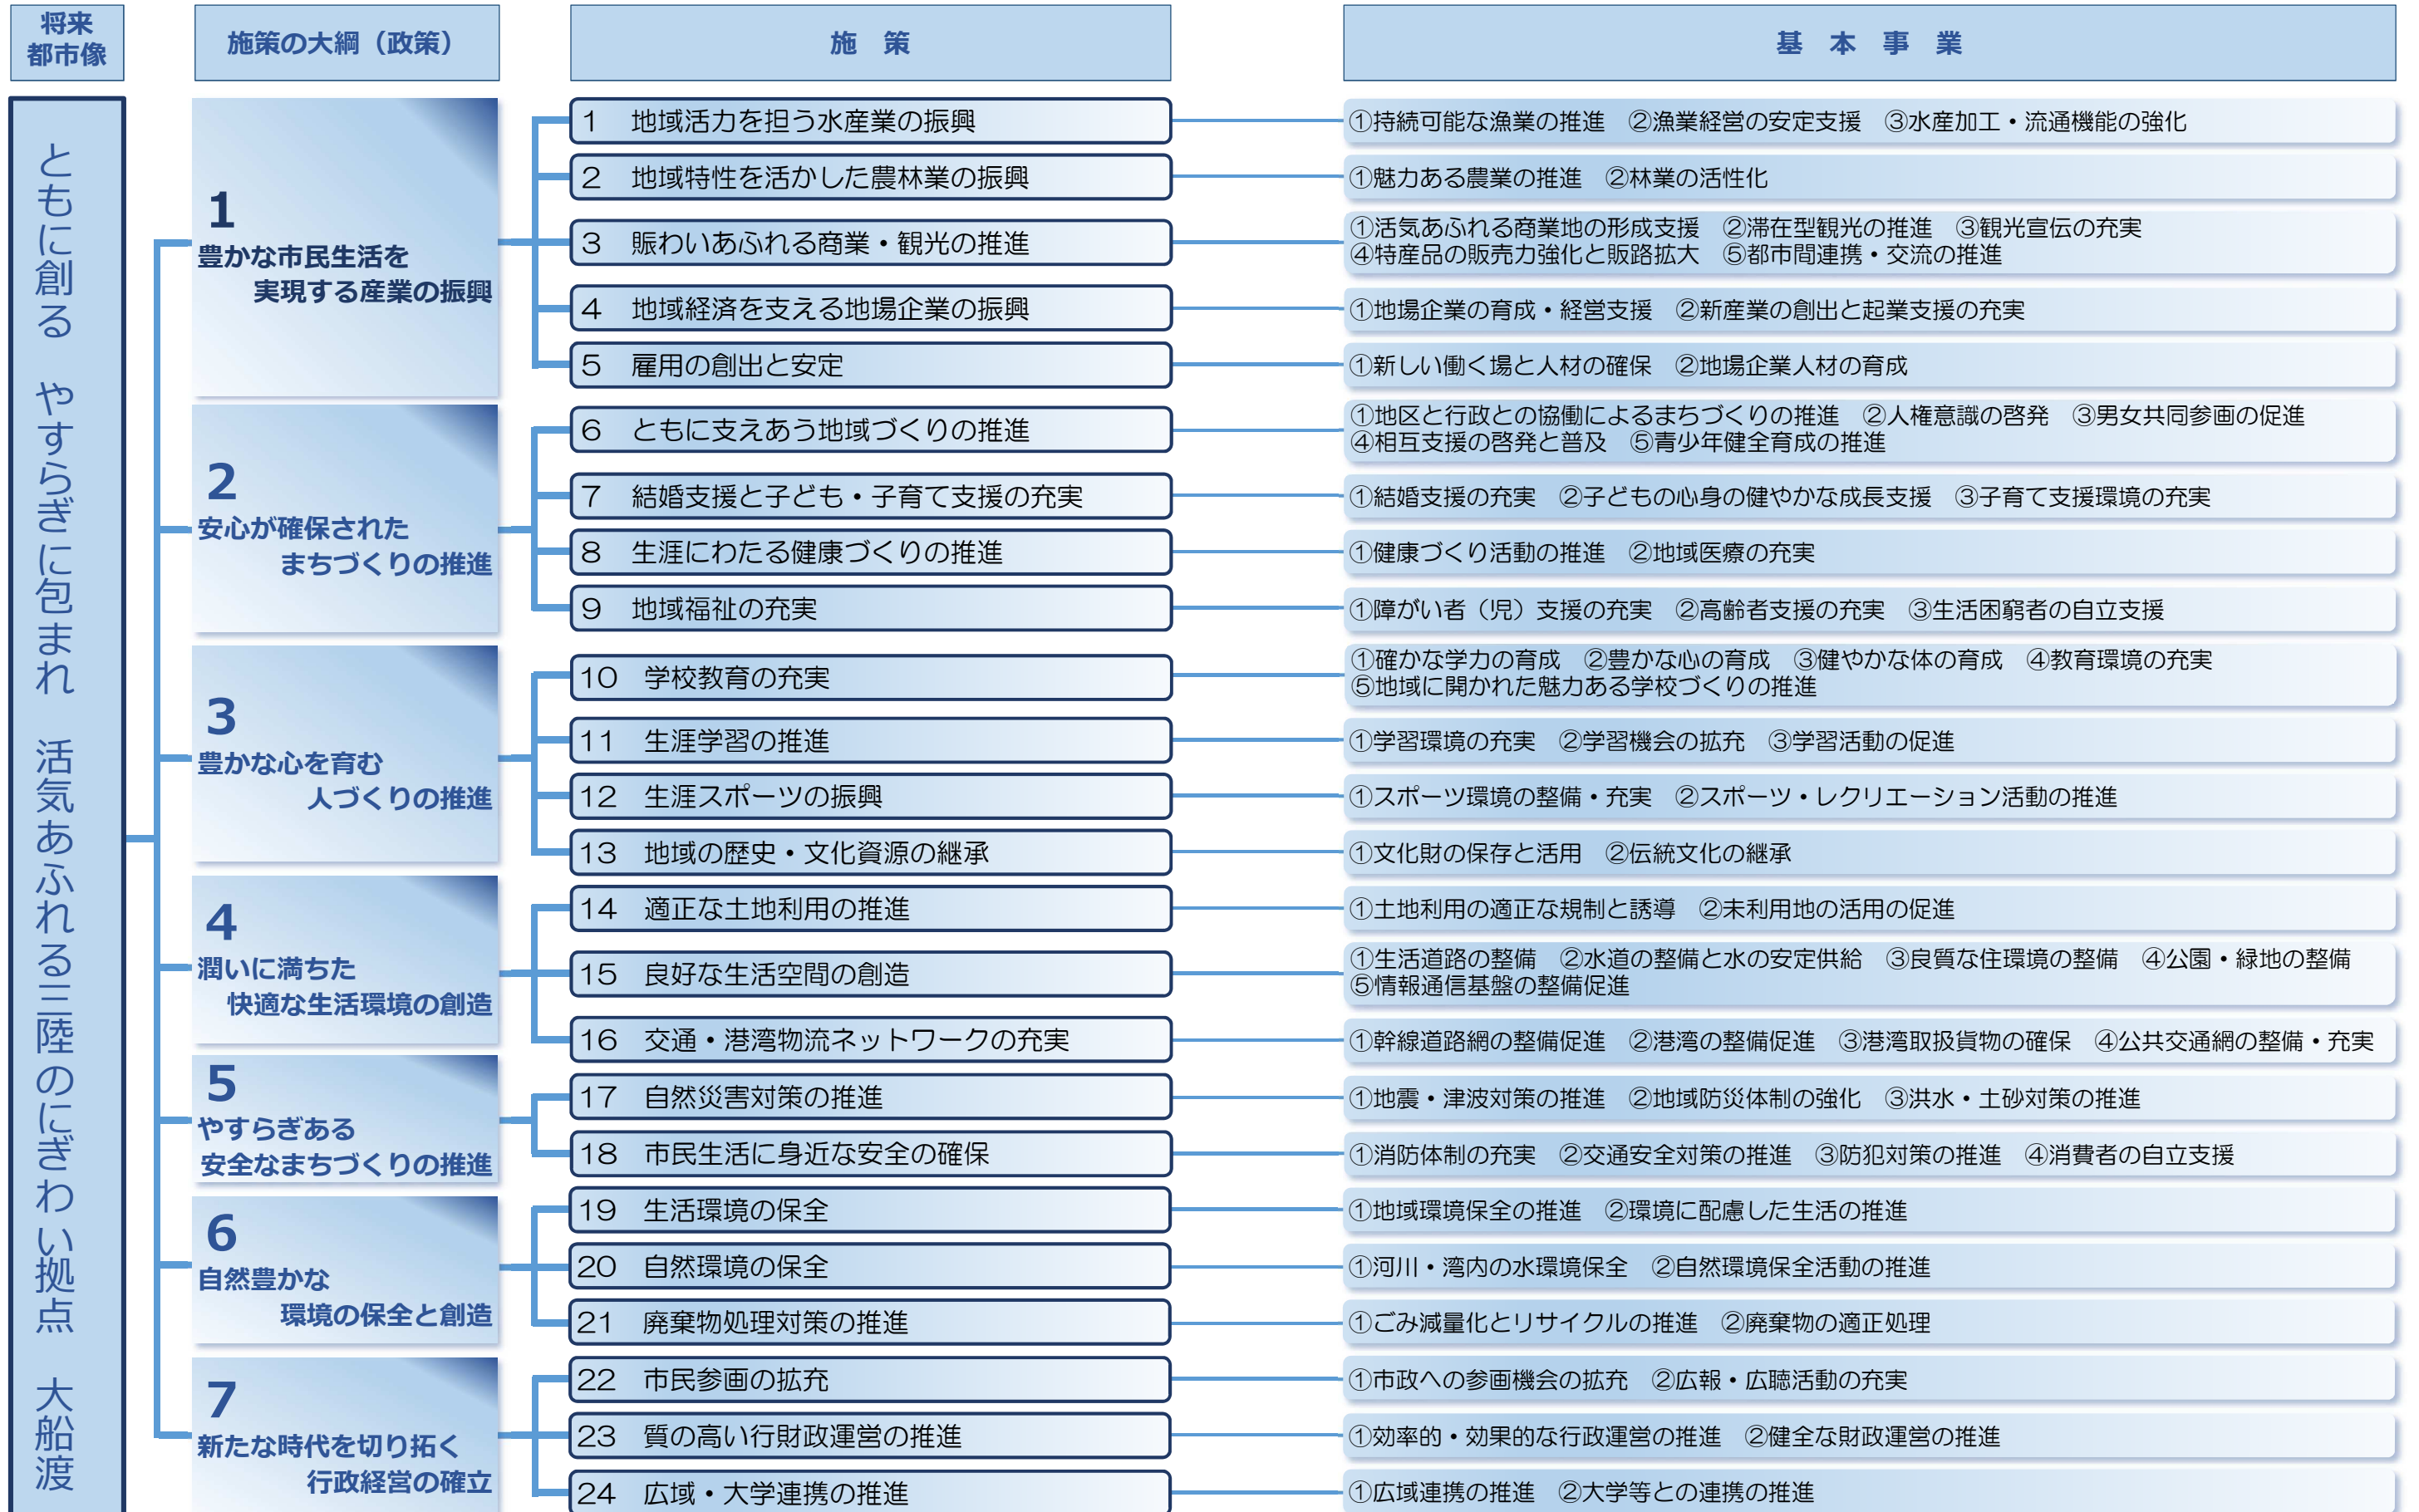 将来
都市像
施策の大綱（政策）
施　策
基　本　事　業
ともに創る　やすらぎに包まれ　活気あふれる三陸のにぎわい拠点　大船渡
1
豊かな市民生活を
実現する産業の振興
1　地域活力を担う水産業の振興
①持続可能な漁業の推進　②漁業経営の安定支援　③水産加工・流通機能の強化
2　地域特性を活かした農林業の振興
①魅力ある農業の推進　②林業の活性化
3　賑わいあふれる商業・観光の推進
①活気あふれる商業地の形成支援　②滞在型観光の推進　③観光宣伝の充実
④特産品の販売力強化と販路拡大　⑤都市間連携・交流の推進
4　地域経済を支える地場企業の振興
①地場企業の育成・経営支援　②新産業の創出と起業支援の充実
5　雇用の創出と安定
①新しい働く場と人材の確保　②地場企業人材の育成
2
安心が確保された
まちづくりの推進
6　ともに支えあう地域づくりの推進
①地区と行政との協働によるまちづくりの推進　②人権意識の啓発　③男女共同参画の促進
④相互支援の啓発と普及　⑤青少年健全育成の推進
7　結婚支援と子ども・子育て支援の充実
①結婚支援の充実　②子どもの心身の健やかな成長支援　③子育て支援環境の充実
8　生涯にわたる健康づくりの推進
①健康づくり活動の推進　②地域医療の充実
9　地域福祉の充実
①障がい者（児）支援の充実　②高齢者支援の充実　③生活困窮者の自立支援
3
豊かな心を育む
人づくりの推進
10　学校教育の充実
①確かな学力の育成　②豊かな心の育成　③健やかな体の育成　④教育環境の充実
⑤地域に開かれた魅力ある学校づくりの推進
11　生涯学習の推進
①学習環境の充実　②学習機会の拡充　③学習活動の促進
12　生涯スポーツの振興
①スポーツ環境の整備・充実　②スポーツ・レクリエーション活動の推進
13　地域の歴史・文化資源の継承
①文化財の保存と活用　②伝統文化の継承
4
潤いに満ちた
快適な生活環境の創造
14　適正な土地利用の推進
①土地利用の適正な規制と誘導　②未利用地の活用の促進
15　良好な生活空間の創造
①生活道路の整備　②水道の整備と水の安定供給　③良質な住環境の整備　④公園・緑地の整備
⑤情報通信基盤の整備促進
16　交通・港湾物流ネットワークの充実
①幹線道路網の整備促進　②港湾の整備促進　③港湾取扱貨物の確保　④公共交通網の整備・充実
5
やすらぎある
安全なまちづくりの推進
17　自然災害対策の推進
①地震・津波対策の推進　②地域防災体制の強化　③洪水・土砂対策の推進
18　市民生活に身近な安全の確保
①消防体制の充実　②交通安全対策の推進　③防犯対策の推進　④消費者の自立支援
6
自然豊かな
環境の保全と創造
19　生活環境の保全
①地域環境保全の推進　②環境に配慮した生活の推進
20　自然環境の保全
①河川・湾内の水環境保全　②自然環境保全活動の推進
21　廃棄物処理対策の推進
①ごみ減量化とリサイクルの推進　②廃棄物の適正処理
7
新たな時代を切り拓く
行政経営の確立
22　市民参画の拡充
①市政への参画機会の拡充　②広報・広聴活動の充実
23　質の高い行財政運営の推進
①効率的・効果的な行政運営の推進　②健全な財政運営の推進
24　広域・大学連携の推進
①広域連携の推進　②大学等との連携の推進